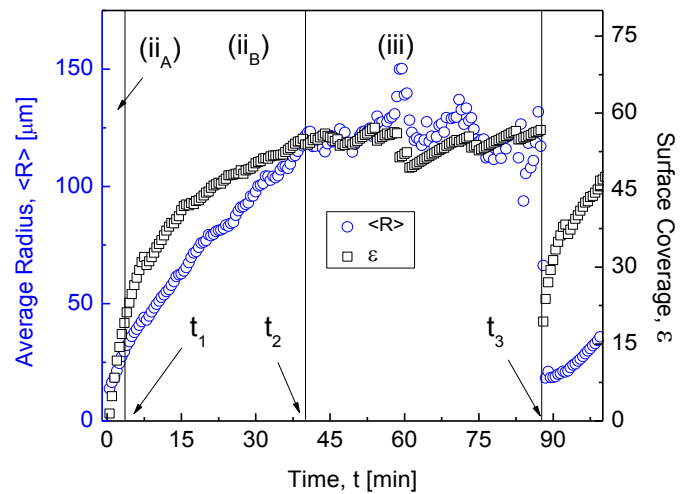 (ii_A) (ii_B) (iii)
Average Radius, <R> [μm]
150
100
50
0
Surface Coverage, ε
75
60
45
30
15
0
<R>
ε
t_1 t_2 t_3
0 15 30 45 60 75 90
Time, t [min]